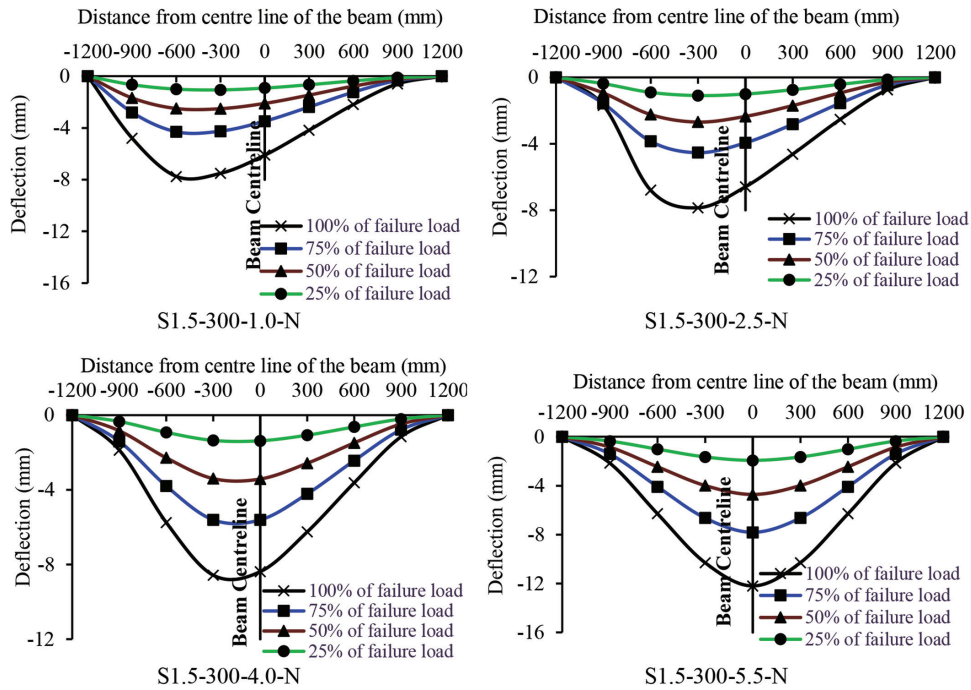 Distance from centre line of the beam (mm)
-1200 -900 -600 -300 0 300 600 900 1200
0
-4
-8
-12
-16
Deflection (mm)
Beam Centreline
100% of failure load
75% of failure load
50% of failure load
25% of failure load
S1.5-300-1.0-N
Distance from centre line of the beam (mm)
-1200 -900 -600 -300 0 300 600 900 1200
0
-4
-8
-12
Deflection (mm)
Beam Centreline
100% of failure load
75% of failure load
50% of failure load
25% of failure load
S1.5-300-2.5-N
Distance from centre line of the beam (mm)
-1200 -900 -600 -300 0 300 600 900 1200
0
-4
-8
-12
Deflection (mm)
Beam Centreline
100% of failure load
75% of failure load
50% of failure load
25% of failure load
S1.5-300-4.0-N
Distance from centre line of the beam (mm)
-1200 -900 -600 -300 0 300 600 900 1200
0
-4
-8
-12
-16
Deflection (mm)
Beam Centreline
100% of failure load
75% of failure load
50% of failure load
25% of failure load
S1.5-300-5.5-N